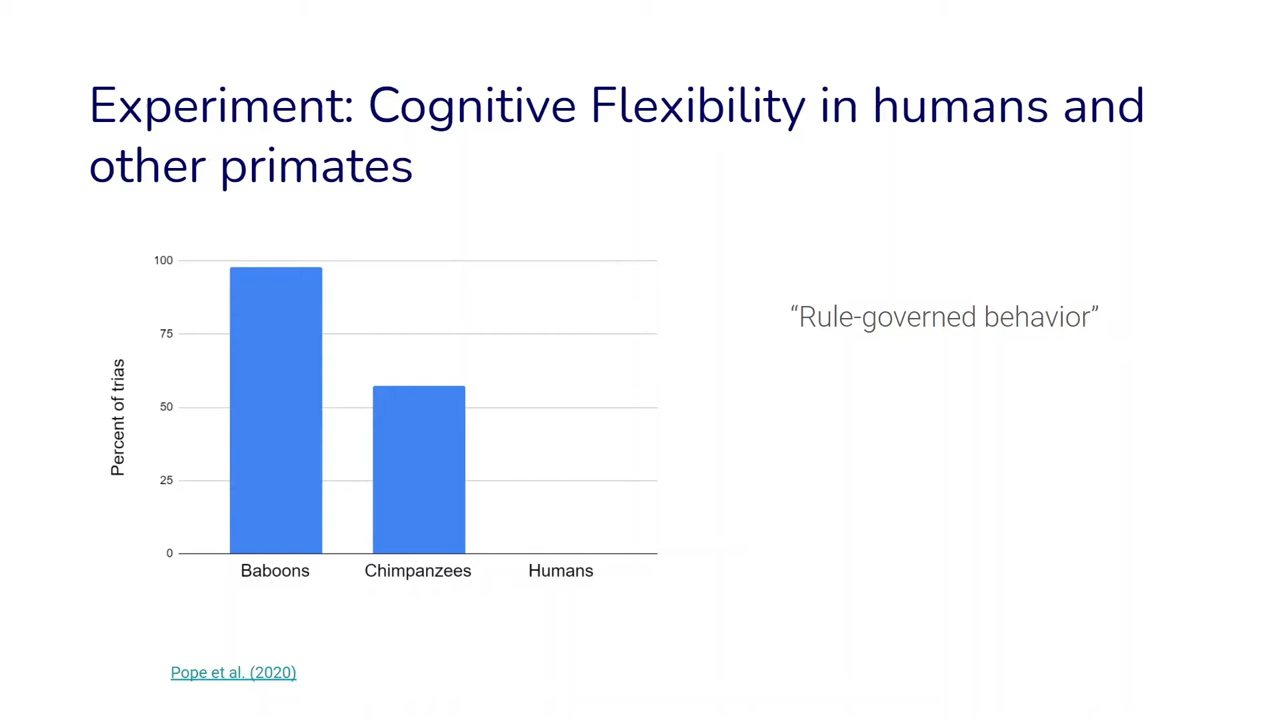 Experiment: Cognitive Flexibility in humans and
other primates
100
75
50
25
0
Percent of trias
Baboons Chimpanzees Humans
“Rule-governed behavior”
Pope et al. (2020)